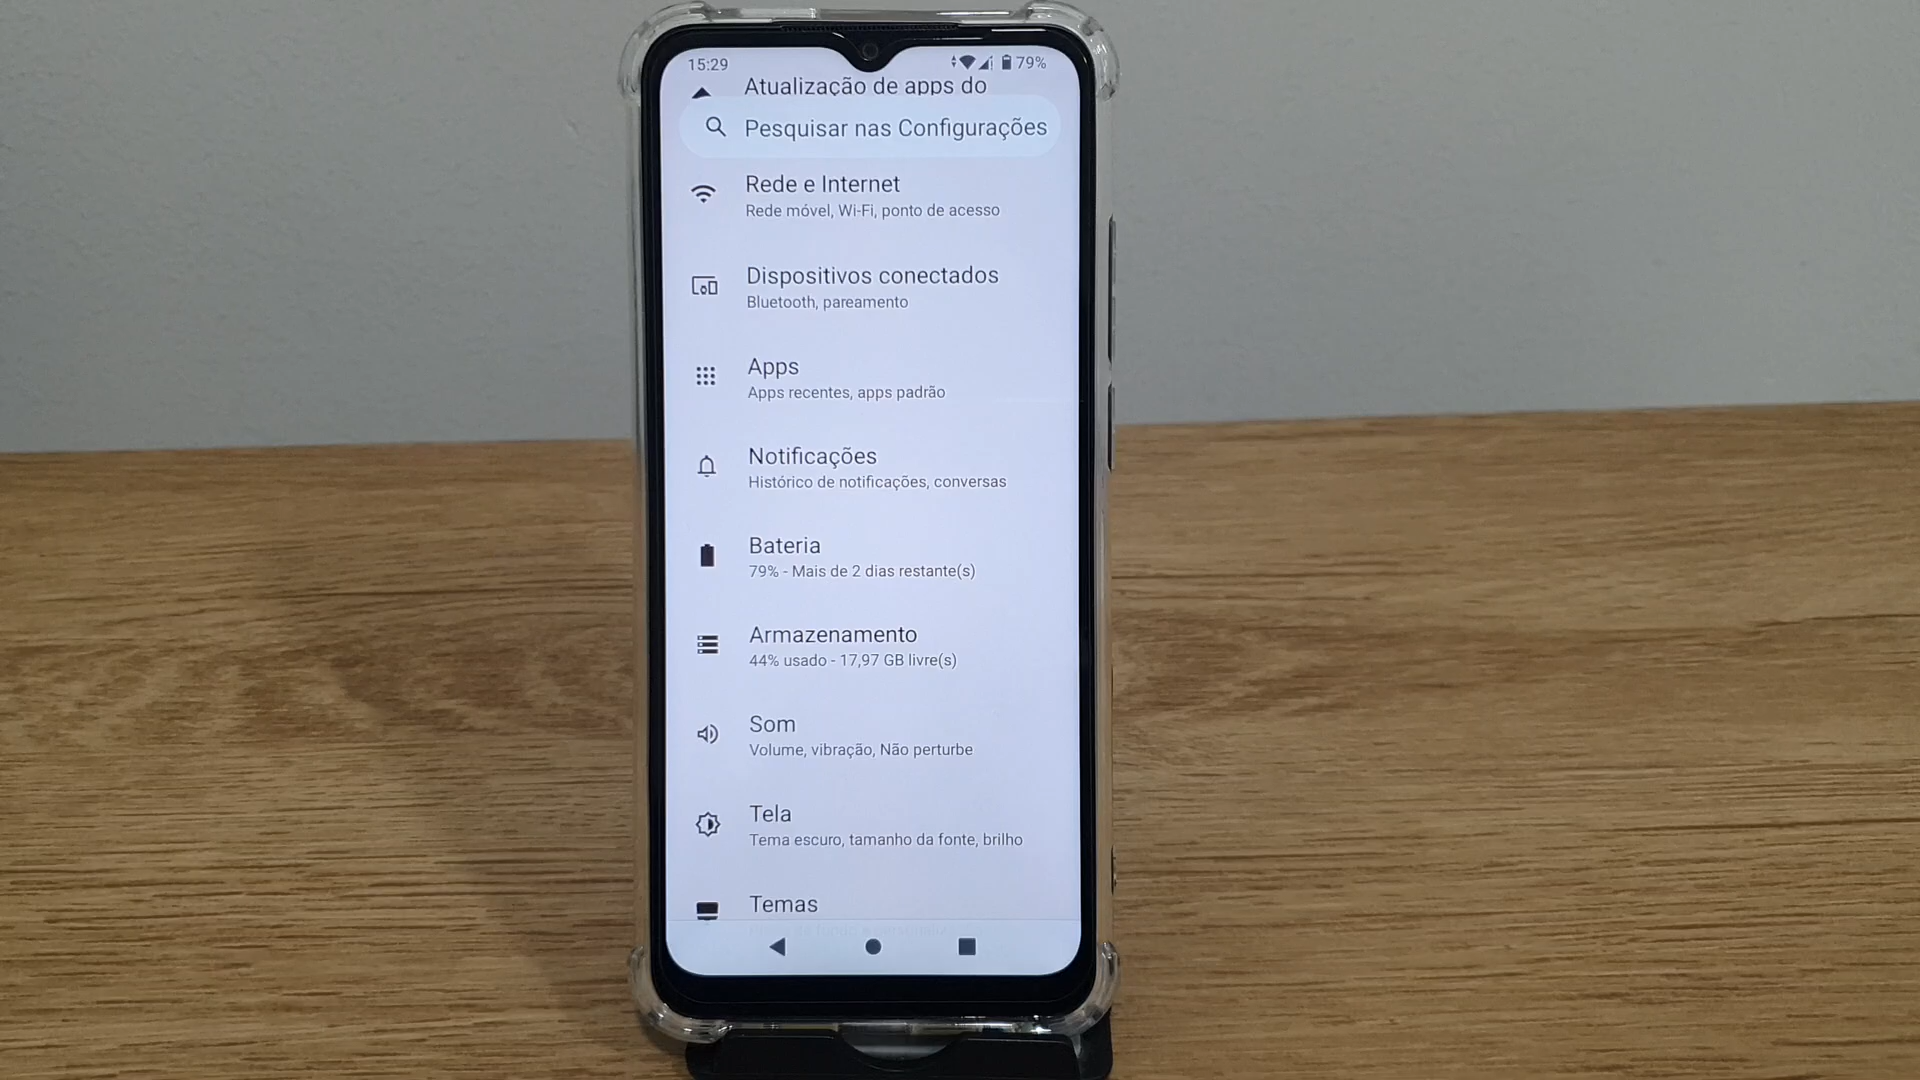 15:29
79%
Atualização de apps do
Pesquisar nas Configurações
Rede e Internet
Rede móvel, Wi-Fi, ponto de acesso
Dispositivos conectados
Bluetooth, pareamento
Apps
Apps recentes, apps padrão
Notificações
Histórico de notificações, conversas
Bateria
79% - Mais de 2 dias restante(s)
Armazenamento
44% usado - 17,97 GB livre(s)
Som
Volume, vibração, Não perturbe
Tela
Tema escuro, tamanho da fonte, brilho
Temas